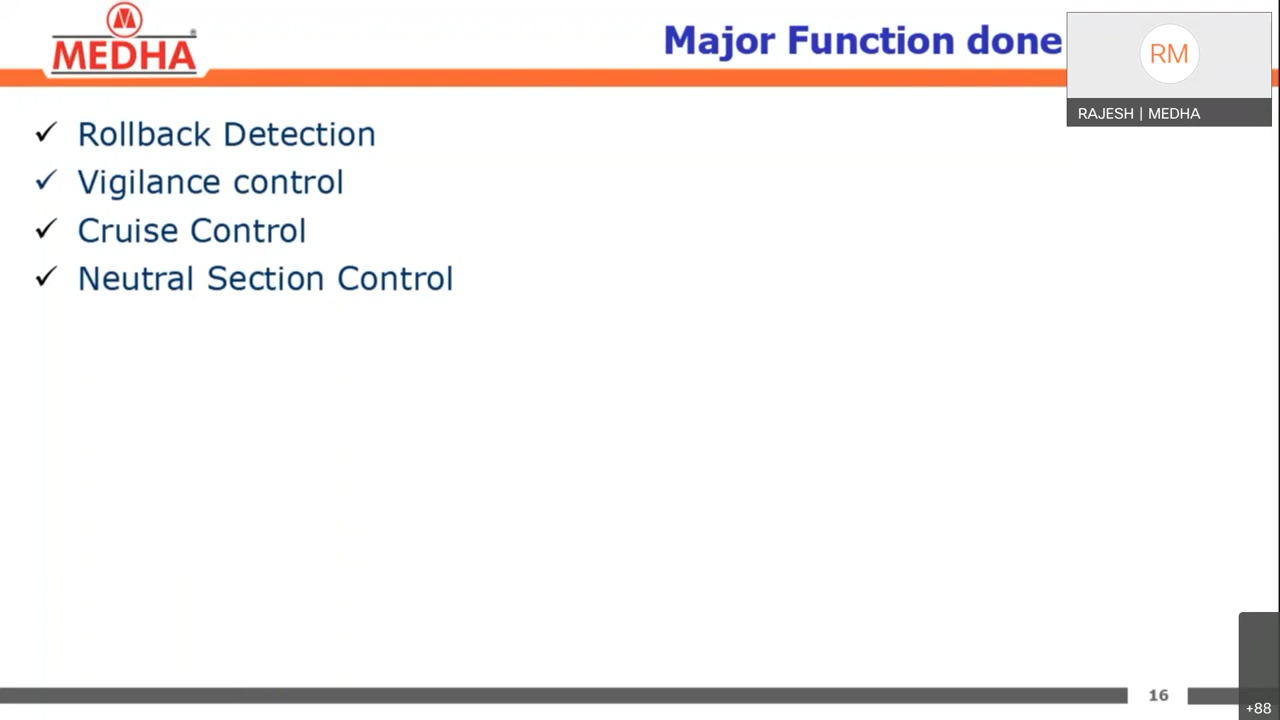 MEDHA
Major Function done
RM
RAJESH | MEDHA
✓ Rollback Detection
✓ Vigilance control
✓ Cruise Control
✓ Neutral Section Control
16
+88